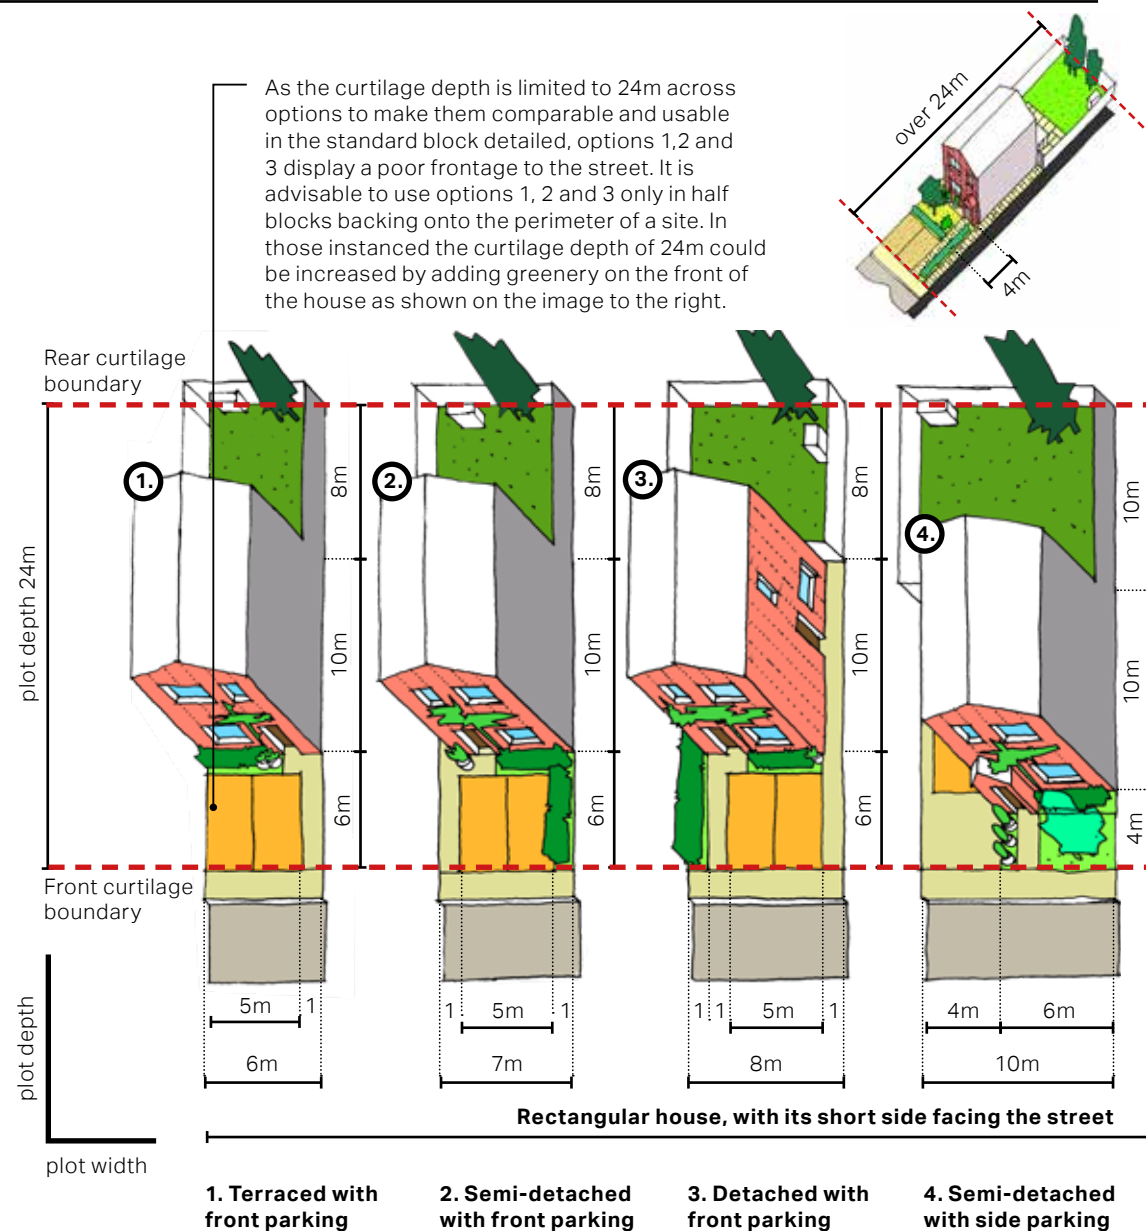 As the curtilage depth is limited to 24m across
options to make them comparable and usable
in the standard block detailed, options 1,2 and
3 display a poor frontage to the street. It is
advisable to use options 1, 2 and 3 only in half
blocks backing onto the perimeter of a site. In
those instanced the curtilage depth of 24m could
be increased by adding greenery on the front of
the house as shown on the image to the right.
over 24m
4m
Rear curtilage
boundary
plot depth 24m
1.
8m
10m
6m
2.
8m
10m
6m
3.
8m
10m
6m
4.
10m
10m
4m
Front curtilage
boundary
5m 1
6m
1 5m 1
7m
1 1 5m 1
8m
4m 6m
10m
plot depth
plot width
Rectangular house, with its short side facing the street
1. Terraced with
front parking
2. Semi-detached
with front parking
3. Detached with
front parking
4. Semi-detached
with side parking